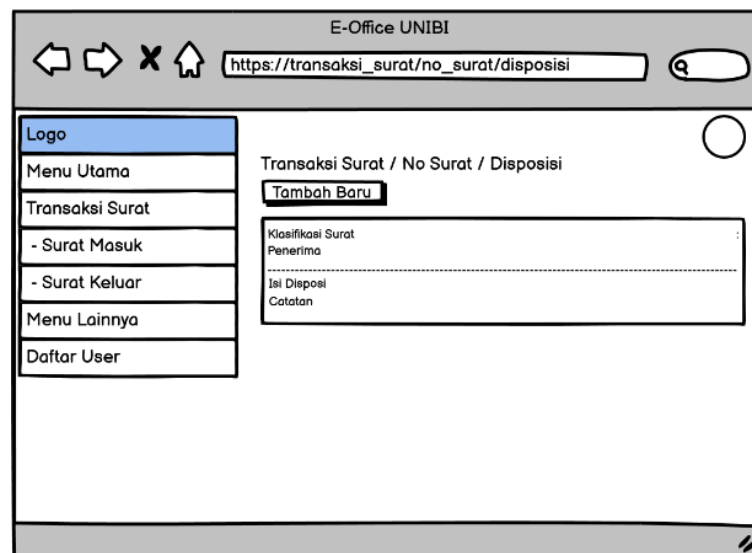 E-Office UNIBI
https://transaksi_surat/no_surat/disposisi
Logo
Menu Utama
Transaksi Surat
- Surat Masuk
- Surat Keluar
Menu Lainnya
Daftar User
Transaksi Surat / No Surat / Disposisi
Tambah Baru
Klasifikasi Surat :
Penerima
Isi Disposi
Catatan